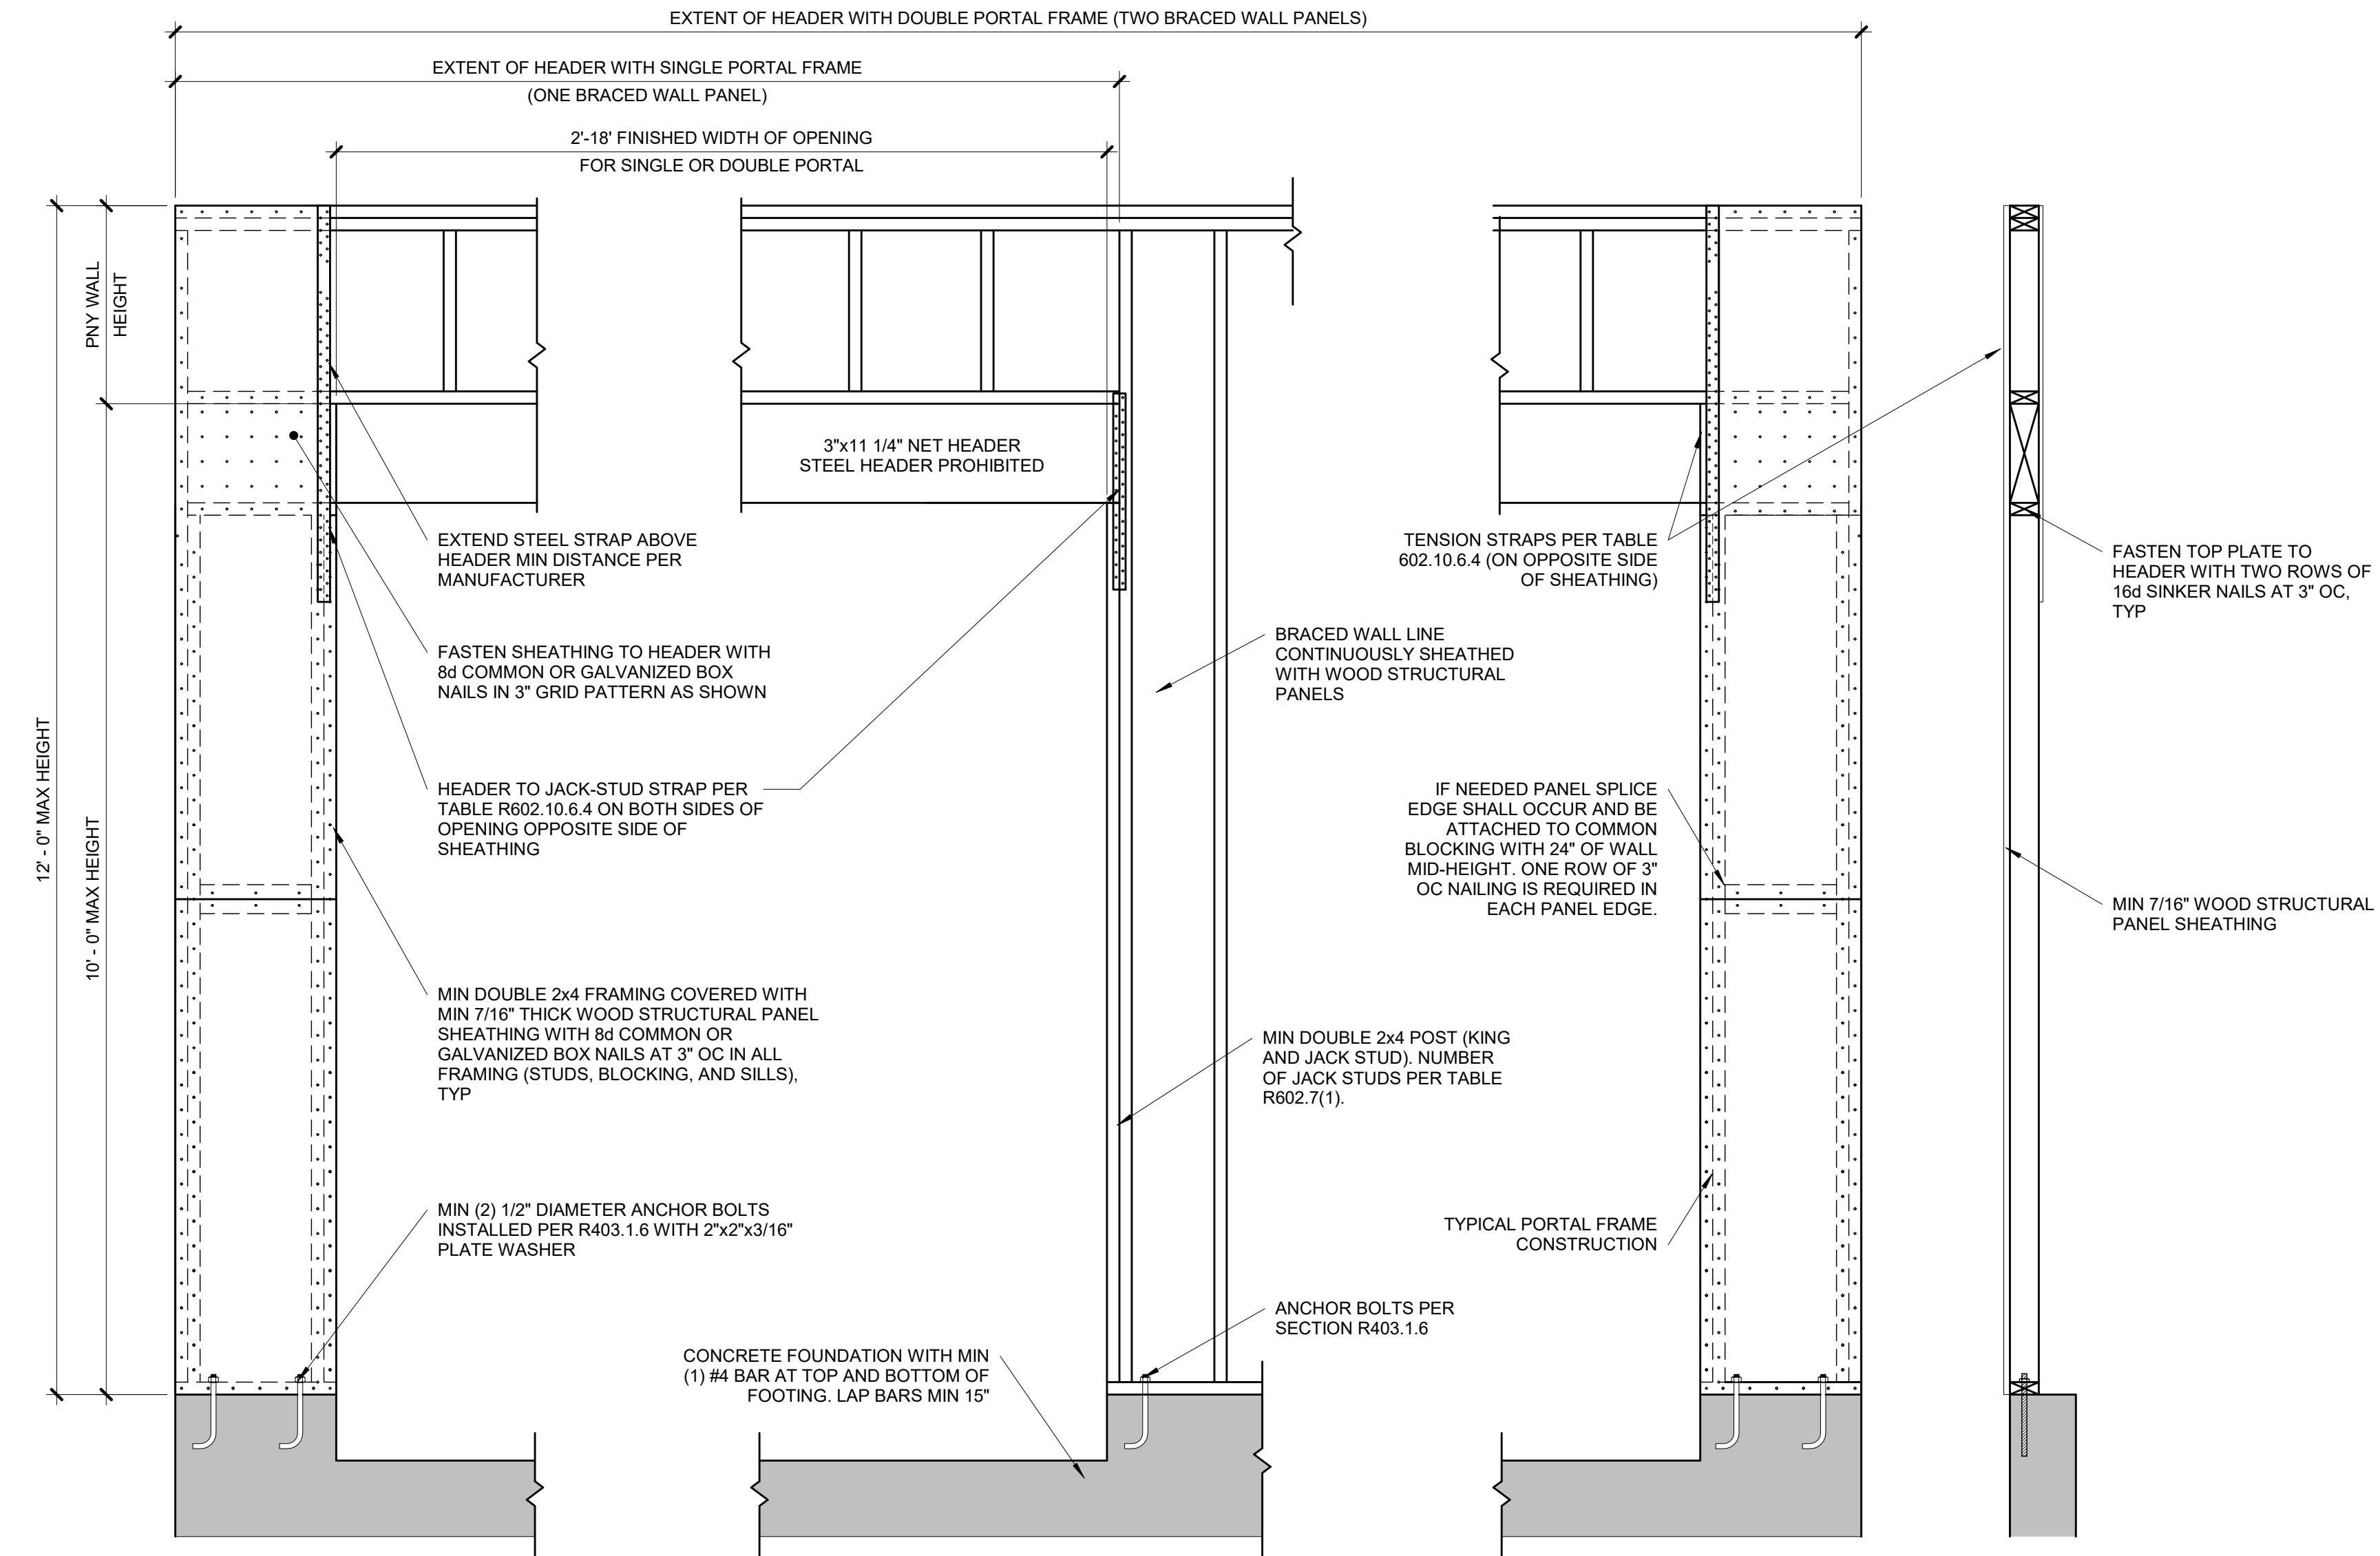 EXTENT OF HEADER WITH DOUBLE PORTAL FRAME (TWO BRACED WALL PANELS)
EXTENT OF HEADER WITH SINGLE PORTAL FRAME
(ONE BRACED WALL PANEL)
2'-18' FINISHED WIDTH OF OPENING
FOR SINGLE OR DOUBLE PORTAL
PNY WALL
HEIGHT
12' - 0" MAX HEIGHT
10' - 0" MAX HEIGHT
3"x11 1/4" NET HEADER
STEEL HEADER PROHIBITED
EXTEND STEEL STRAP ABOVE
HEADER MIN DISTANCE PER
MANUFACTURER
FASTEN SHEATHING TO HEADER WITH
8d COMMON OR GALVANIZED BOX
NAILS IN 3" GRID PATTERN AS SHOWN
HEADER TO JACK-STUD STRAP PER
TABLE R602.10.6.4 ON BOTH SIDES OF
OPENING OPPOSITE SIDE OF
SHEATHING
MIN DOUBLE 2x4 FRAMING COVERED WITH
MIN 7/16" THICK WOOD STRUCTURAL PANEL
SHEATHING WITH 8d COMMON OR
GALVANIZED BOX NAILS AT 3" OC IN ALL
FRAMING (STUDS, BLOCKING, AND SILLS),
TYP
MIN (2) 1/2" DIAMETER ANCHOR BOLTS
INSTALLED PER R403.1.6 WITH 2"x2"x3/16"
PLATE WASHER
CONCRETE FOUNDATION WITH MIN
(1) #4 BAR AT TOP AND BOTTOM OF
FOOTING. LAP BARS MIN 15"
BRACED WALL LINE
CONTINUOUSLY SHEATHED
WITH WOOD STRUCTURAL
PANELS
MIN DOUBLE 2x4 POST (KING
AND JACK STUD). NUMBER
OF JACK STUDS PER TABLE
R602.7(1).
ANCHOR BOLTS PER
SECTION R403.1.6
TENSION STRAPS PER TABLE
602.10.6.4 (ON OPPOSITE SIDE
OF SHEATHING)
IF NEEDED PANEL SPLICE
EDGE SHALL OCCUR AND BE
ATTACHED TO COMMON
BLOCKING WITH 24" OF WALL
MID-HEIGHT. ONE ROW OF 3"
OC NAILING IS REQUIRED IN
EACH PANEL EDGE.
TYPICAL PORTAL FRAME
CONSTRUCTION
FASTEN TOP PLATE TO
HEADER WITH TWO ROWS OF
16d SINKER NAILS AT 3" OC,
TYP
MIN 7/16" WOOD STRUCTURAL
PANEL SHEATHING